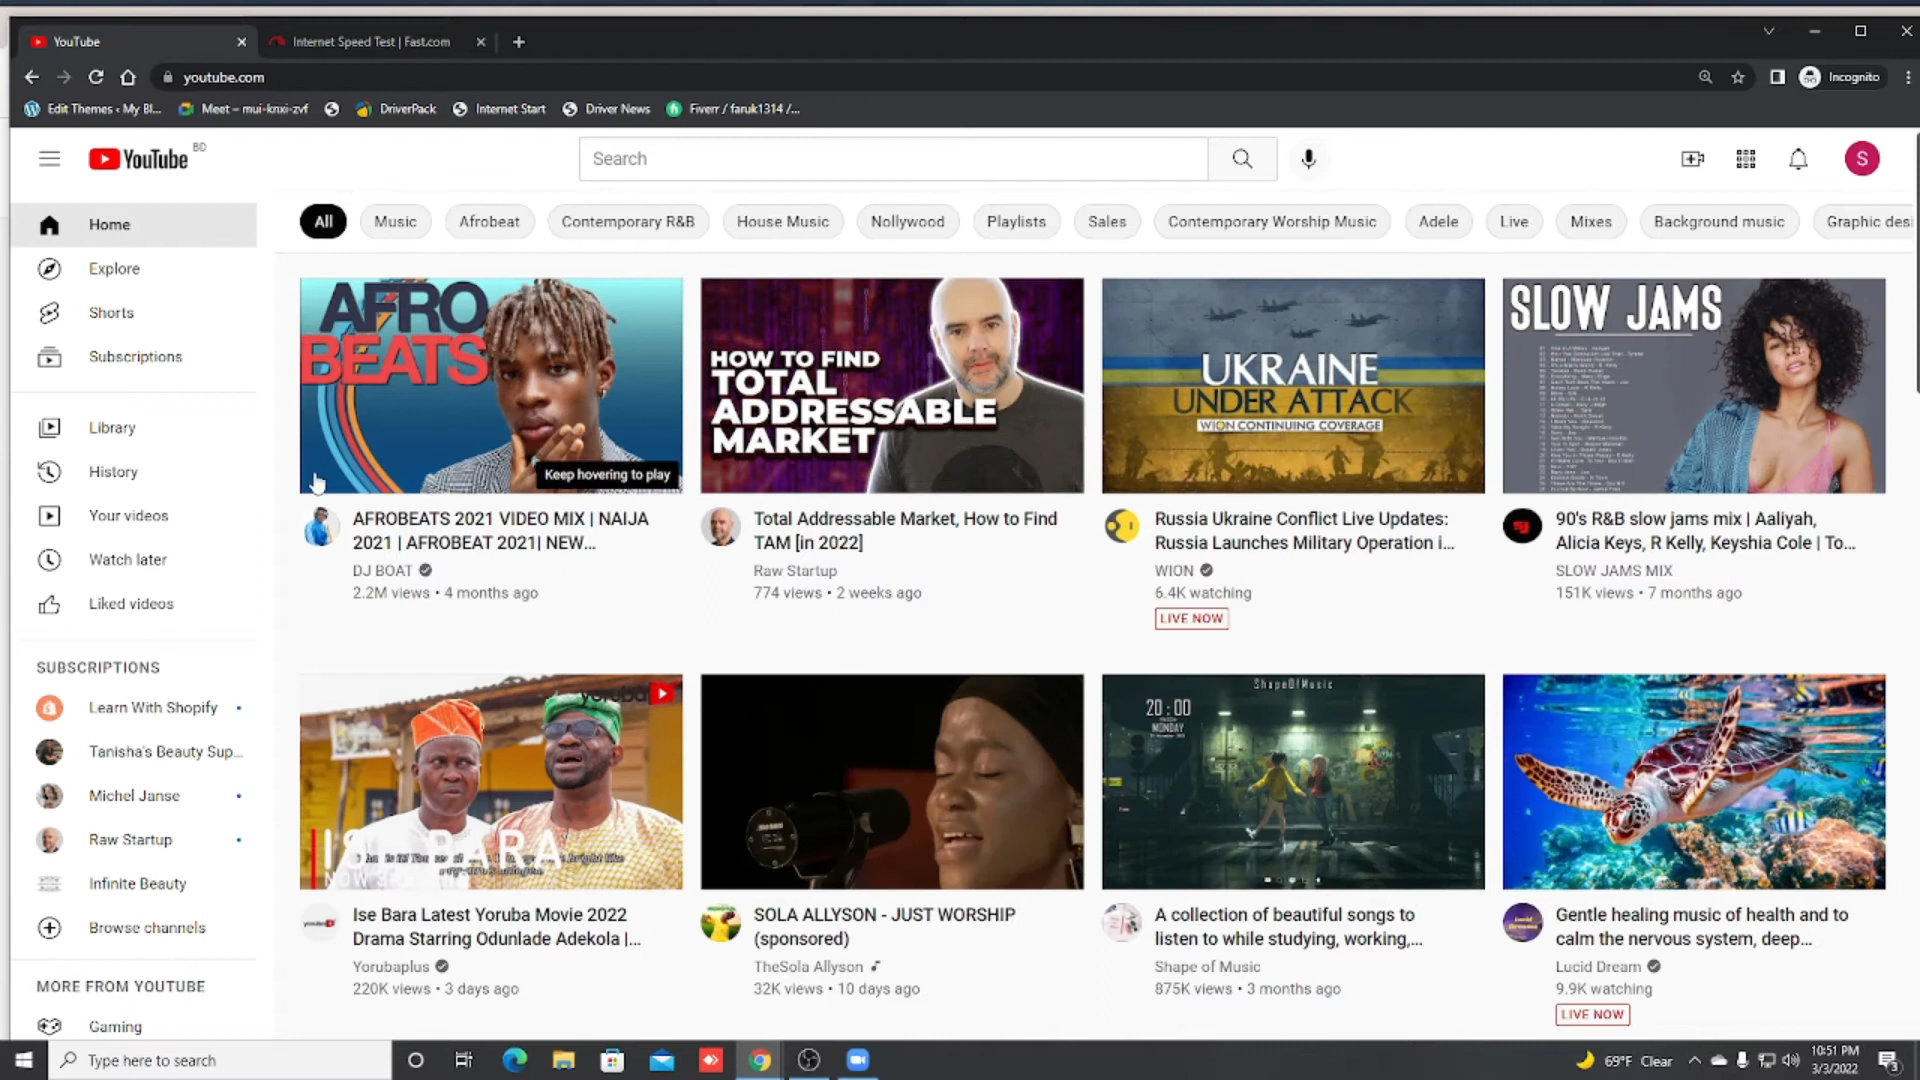 YouTube
Internet Speed Test | Fast.com
youtube.com
Incognito
Edit Themes ‹ My Bl...
Meet – mui-knxi-zvf
DriverPack
Internet Start
Driver News
Fiverr / faruk1314 /...
YouTube BD
Search
S
Home
Explore
Shorts
Subscriptions
Library
History
Your videos
Watch later
Liked videos
SUBSCRIPTIONS
Learn With Shopify
Tanisha's Beauty Sup...
Michel Janse
Raw Startup
Infinite Beauty
Browse channels
MORE FROM YOUTUBE
Gaming
All
Music
Afrobeat
Contemporary R&B
House Music
Nollywood
Playlists
Sales
Contemporary Worship Music
Adele
Live
Mixes
Background music
Graphic desi
AFRO
BEATS
Keep hovering to play
AFROBEATS 2021 VIDEO MIX | NAIJA
2021 | AFROBEAT 2021| NEW...
DJ BOAT
2.2M views • 4 months ago
HOW TO FIND
TOTAL
ADDRESSABLE
MARKET
Total Addressable Market, How to Find
TAM [in 2022]
Raw Startup
774 views • 2 weeks ago
UKRAINE
UNDER ATTACK
WION CONTINUING COVERAGE
Russia Ukraine Conflict Live Updates:
Russia Launches Military Operation i...
WION
6.4K watching
LIVE NOW
SLOW JAMS
90's R&B slow jams mix | Aaliyah,
Alicia Keys, R Kelly, Keyshia Cole | To...
SLOW JAMS MIX
151K views • 7 months ago
Ise Bara Latest Yoruba Movie 2022
Drama Starring Odunlade Adekola |...
Yorubaplus
220K views • 3 days ago
SOLA ALLYSON - JUST WORSHIP
(sponsored)
TheSola Allyson
32K views • 10 days ago
ShapeOfMusic
20:00
MONDAY
A collection of beautiful songs to
listen to while studying, working,...
Shape of Music
875K views • 3 months ago
Gentle healing music of health and to
calm the nervous system, deep...
Lucid Dream
9.9K watching
LIVE NOW
Type here to search
69°F Clear
10:51 PM
3/3/2022
3